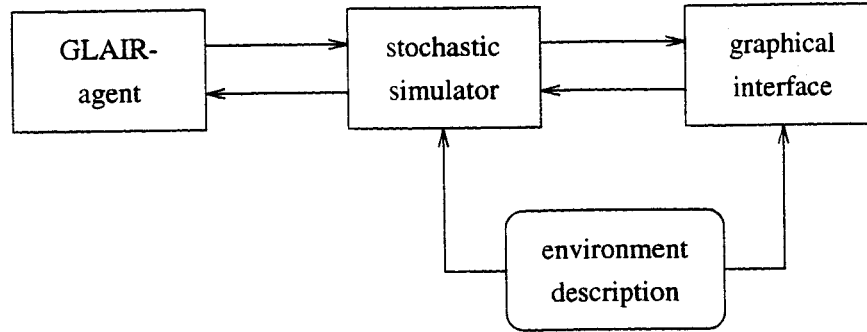 GLAIR-
agent
stochastic
simulator
graphical
interface
environment
description